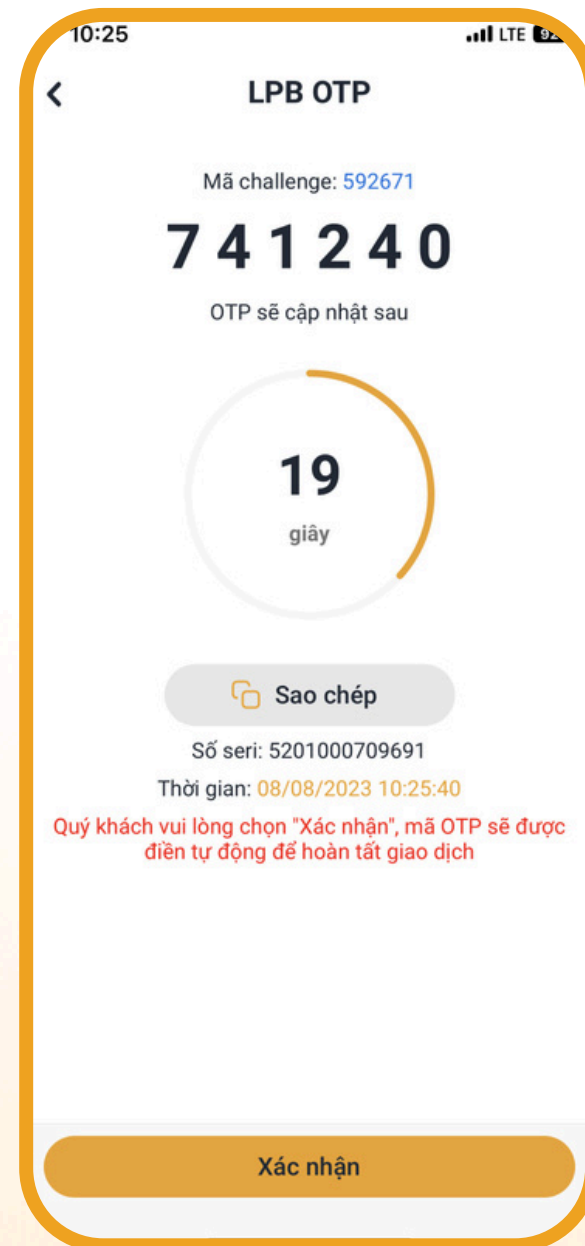 10:25 LTE 92
LPB OTP
Mã challenge: 592671
741240
OTP sẽ cập nhật sau
19
giây
Sao chép
Số seri: 5201000709691
Thời gian: 08/08/2023 10:25:40
Quý khách vui lòng chọn "Xác nhận", mã OTP sẽ được
điền tự động để hoàn tất giao dịch
Xác nhận